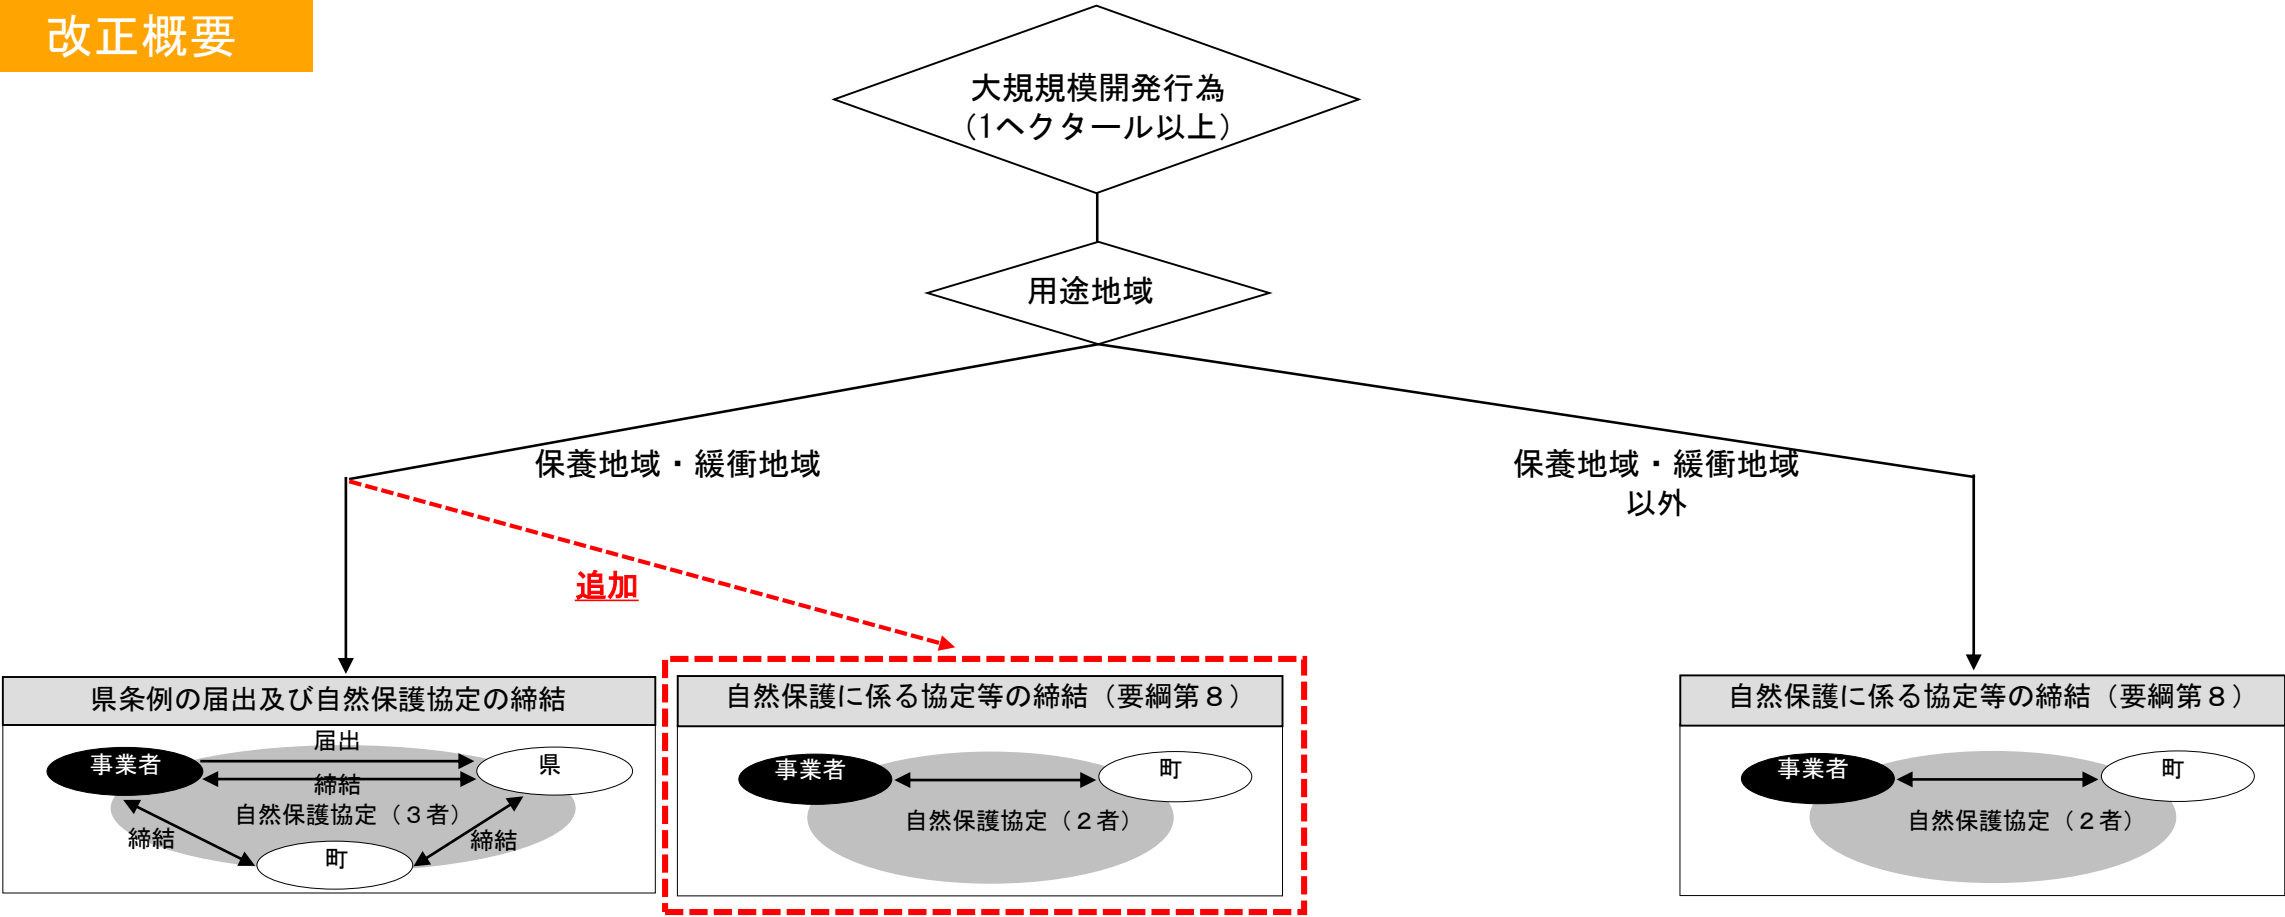 改正概要
大規規模開発行為
(1ヘクタール以上)
用途地域
保養地域・緩衝地域
保養地域・緩衝地域
以外
追加
県条例の届出及び自然保護協定の締結
届出
事業者
県
締結
自然保護協定（３者）
締結
締結
町
自然保護に係る協定等の締結（要綱第８）
事業者
町
自然保護協定（２者）
自然保護に係る協定等の締結（要綱第８）
事業者
町
自然保護協定（２者）